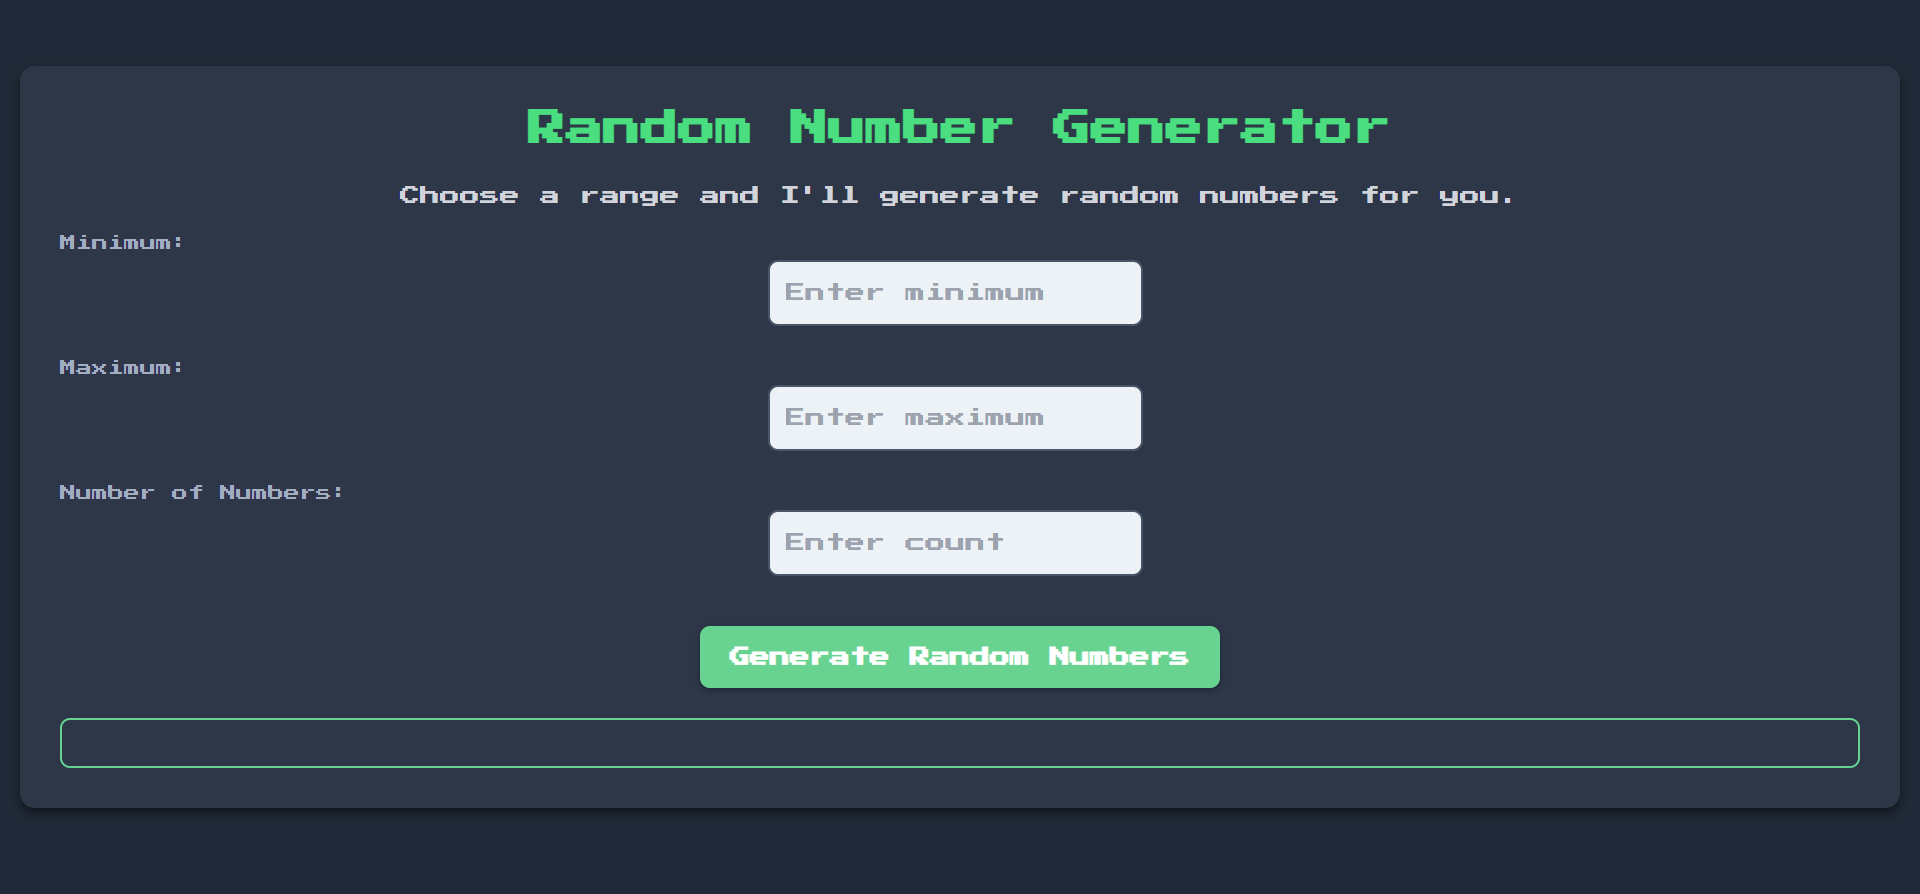 Random Number Generator
Choose a range and I'll generate random numbers for you.
Minimum:
Enter minimum
Maximum:
Enter maximum
Number of Numbers:
Enter count
Generate Random Numbers